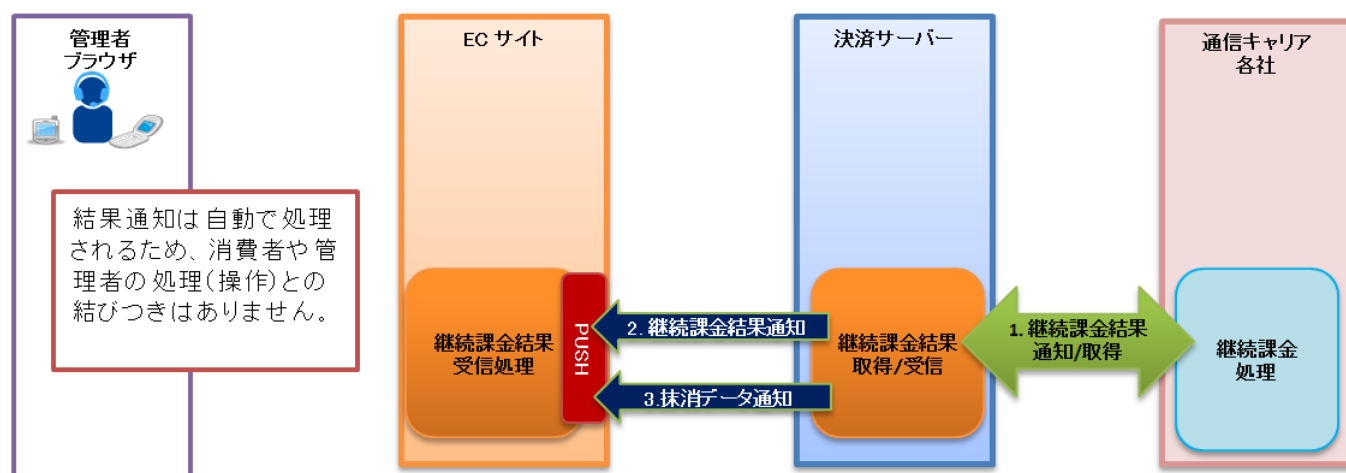 管理者
ブラウザ
EC サイト
決済サーバー
通信キャリア
各社
結果通知は自動で処理
されるため、消費者や管
理者の処理(操作)との
結びつきはありません。
継続課金結果
受信処理
PUSH
2. 継続課金結果通知
3.抹消データ通知
継続課金結果
取得/受信
1. 継続課金結果
通知/取得
継続課金
処理